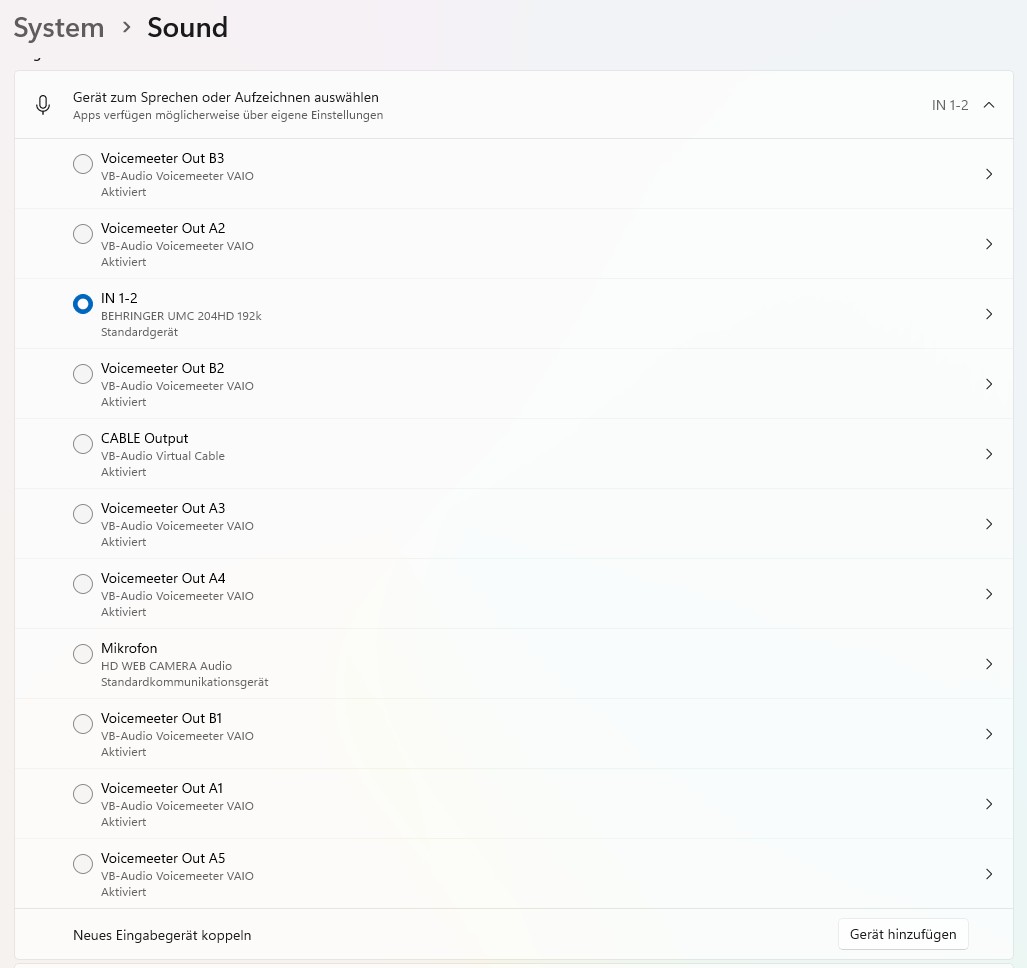 System > Sound
Gerät zum Sprechen oder Aufzeichnen auswählen
Apps verfügen möglicherweise über eigene Einstellungen
IN 1-2
Voicemeeter Out B3
VB-Audio Voicemeeter VAIO
Aktiviert
Voicemeeter Out A2
VB-Audio Voicemeeter VAIO
Aktiviert
IN 1-2
BEHRINGER UMC 204HD 192k
Standardgerät
Voicemeeter Out B2
VB-Audio Voicemeeter VAIO
Aktiviert
CABLE Output
VB-Audio Virtual Cable
Aktiviert
Voicemeeter Out A3
VB-Audio Voicemeeter VAIO
Aktiviert
Voicemeeter Out A4
VB-Audio Voicemeeter VAIO
Aktiviert
Mikrofon
HD WEB CAMERA Audio
Standardkommunikationsgerät
Voicemeeter Out B1
VB-Audio Voicemeeter VAIO
Aktiviert
Voicemeeter Out A1
VB-Audio Voicemeeter VAIO
Aktiviert
Voicemeeter Out A5
VB-Audio Voicemeeter VAIO
Aktiviert
Neues Eingabegerät koppeln
Gerät hinzufügen